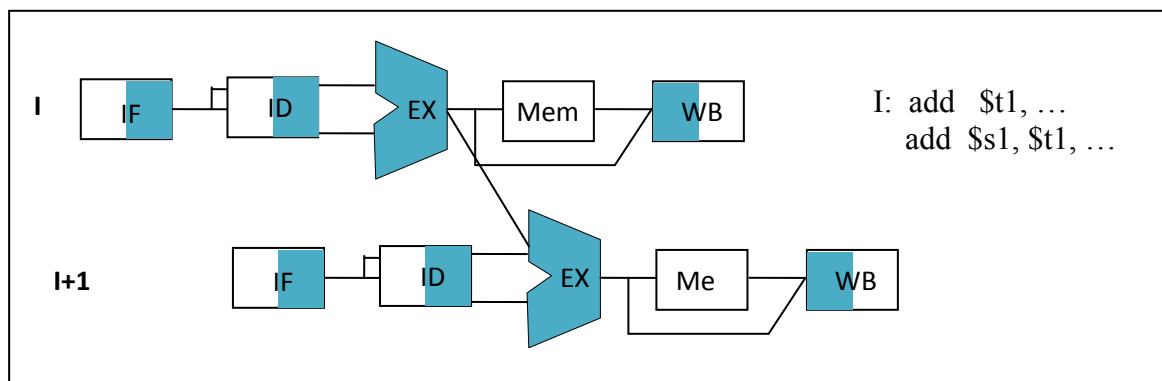 I
IF
ID
EX
Mem
WB
I: add $t1, …
add $s1, $t1, …
I+1
IF
ID
EX
Me
WB